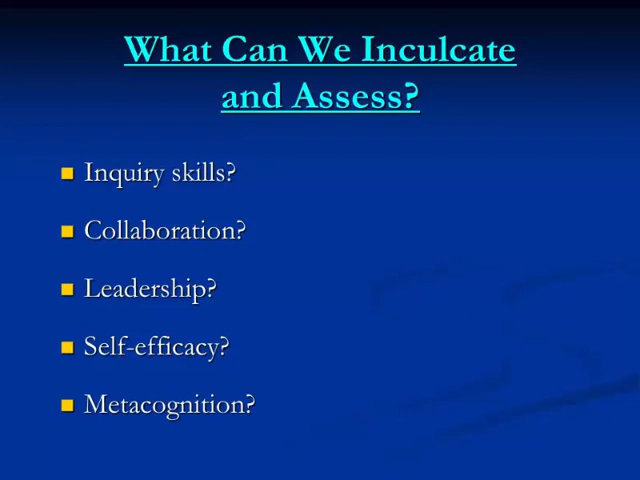 What Can We Inculcate
and Assess?
Inquiry skills?
Collaboration?
Leadership?
Self-efficacy?
Metacognition?